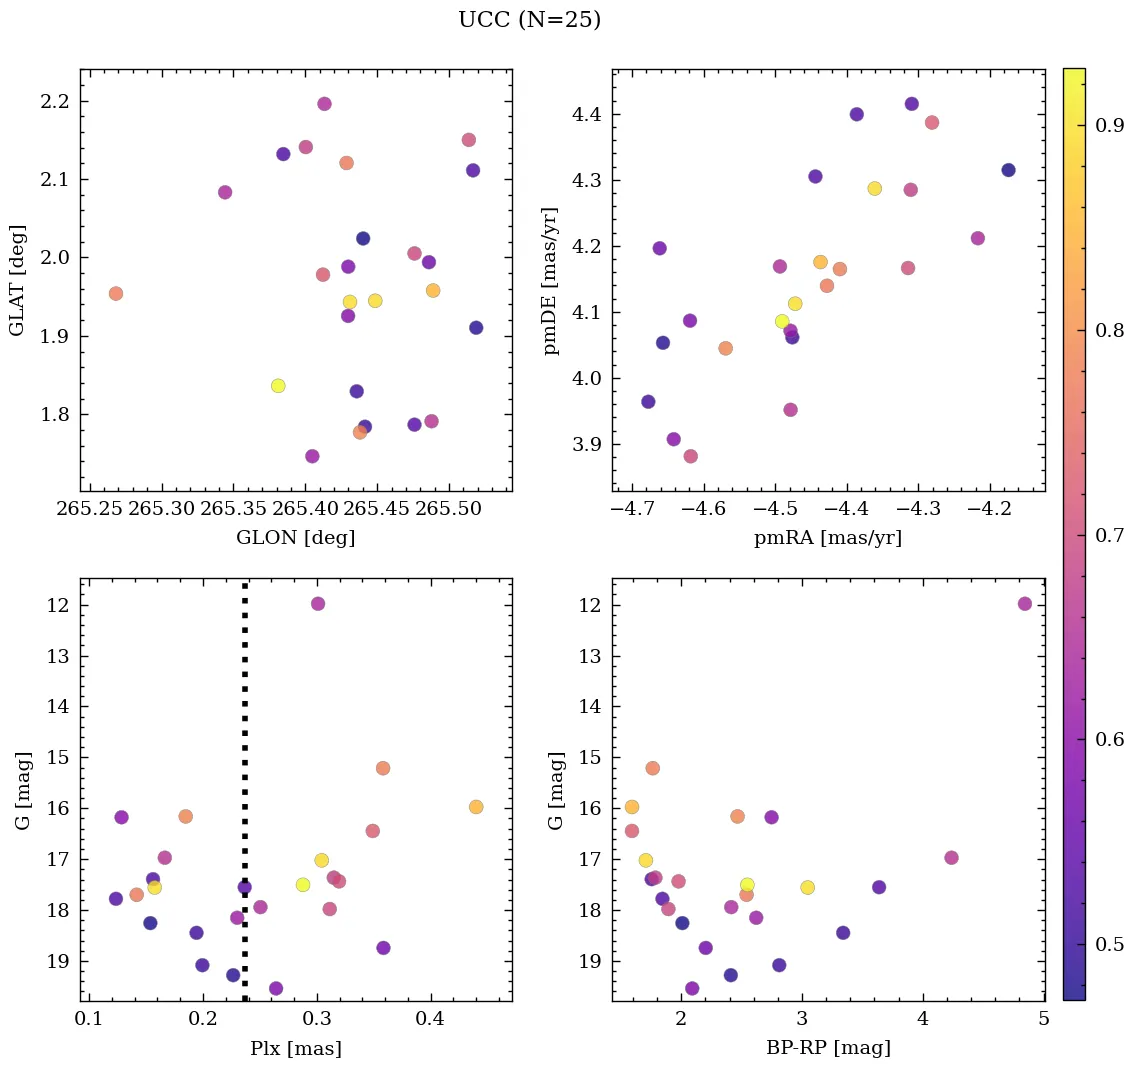 UCC (N=25)
2.2
2.1
2.0
1.9
1.8
GLAT [deg]
265.25 265.30 265.35 265.40 265.45 265.50
GLON [deg]
4.4
4.3
4.2
4.1
4.0
3.9
pmDE [mas/yr]
−4.7 −4.6 −4.5 −4.4 −4.3 −4.2
pmRA [mas/yr]
12
13
14
15
16
17
18
19
G [mag]
0.1 0.2 0.3 0.4
Plx [mas]
12
13
14
15
16
17
18
19
G [mag]
2 3 4 5
BP-RP [mag]
0.9
0.8
0.7
0.6
0.5